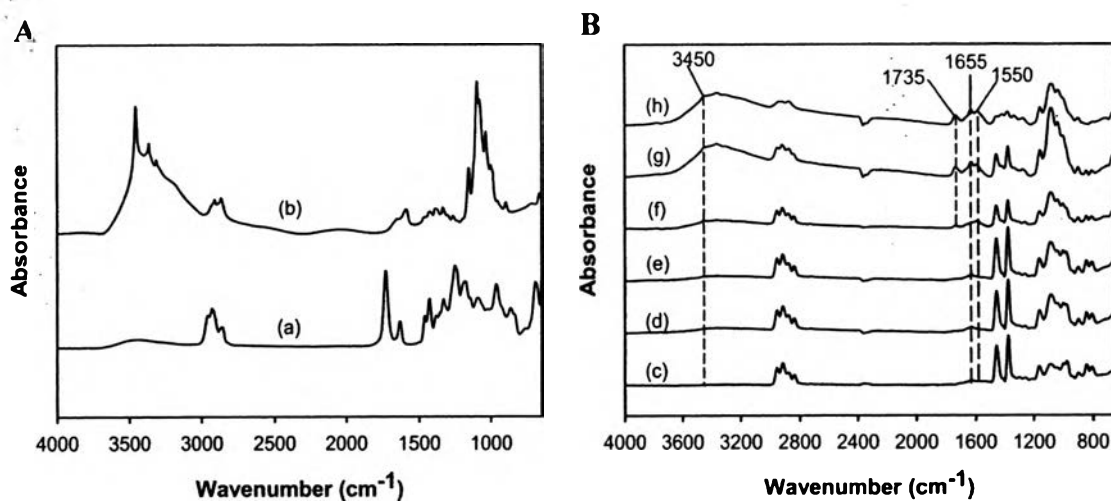 A
Absorbance
(b)
(a)
4000 3500 3000 2500 2000 1500 1000
Wavenumber (cm⁻¹)
B
3450
1735
1655
1550
Absorbance
(h)
(g)
(f)
(e)
(d)
(c)
4000 3600 3200 2800 2400 2000 1600 1200 800
Wavenumber (cm⁻¹)